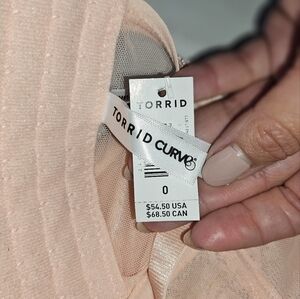 TORRID
TORRID CURVE
0
$54.50 USA
$68.50 CAN